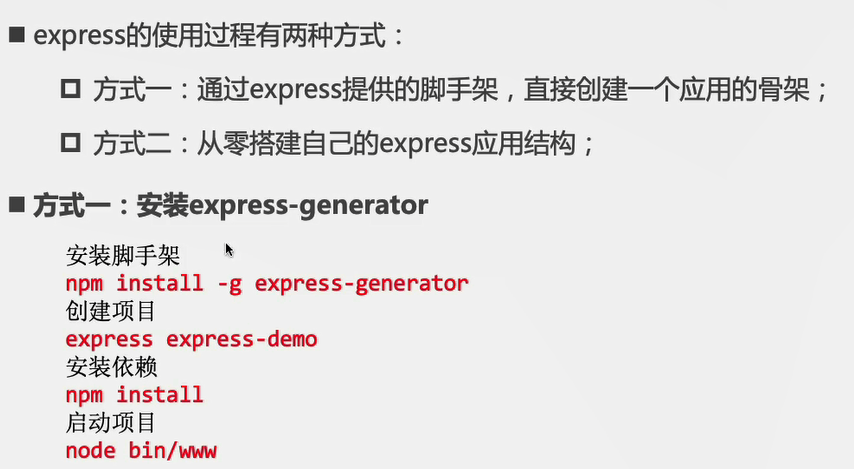 express的使用过程有两种方式：
方式一：通过express提供的脚手架，直接创建一个应用的骨架；
方式二：从零搭建自己的express应用结构；
方式一：安装express-generator
安装脚手架
npm install -g express-generator
创建项目
express express-demo
安装依赖
npm install
启动项目
node bin/www